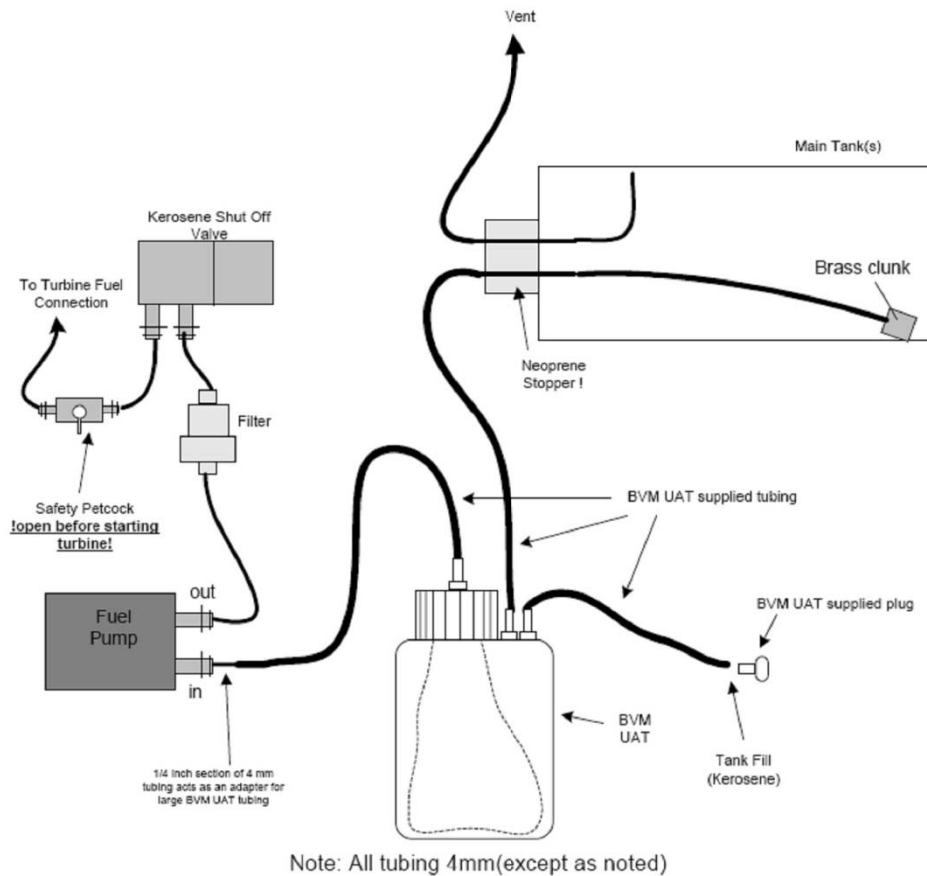 Vent
Main Tank(s)
Kerosene Shut Off
Valve
To Turbine Fuel
Connection
Brass clunk
Neoprene
Stopper !
Filter
Safety Petcock
!open before starting
turbine!
BVM UAT supplied tubing
out
Fuel
Pump
in
BVM UAT supplied plug
BVM
UAT
Tank Fill
(Kerosene)
1/4 inch section of 4 mm
tubing acts as an adapter for
large BVM UAT tubing
Note: All tubing 4mm(except as noted)